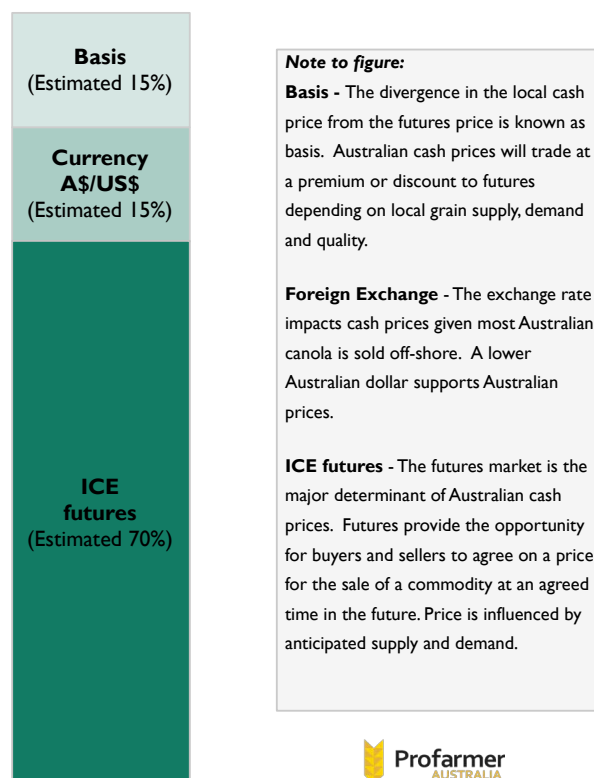 Basis
(Estimated 15%)
Currency
A$/US$
(Estimated 15%)
ICE
futures
(Estimated 70%)
Note to figure:
Basis - The divergence in the local cash
price from the futures price is known as
basis. Australian cash prices will trade at
a premium or discount to futures
depending on local grain supply, demand
and quality.
Foreign Exchange - The exchange rate
impacts cash prices given most Australian
canola is sold off-shore. A lower
Australian dollar supports Australian
prices.
ICE futures - The futures market is the
major determinant of Australian cash
prices. Futures provide the opportunity
for buyers and sellers to agree on a price
for the sale of a commodity at an agreed
time in the future. Price is influenced by
anticipated supply and demand.
Profarmer
AUSTRALIA